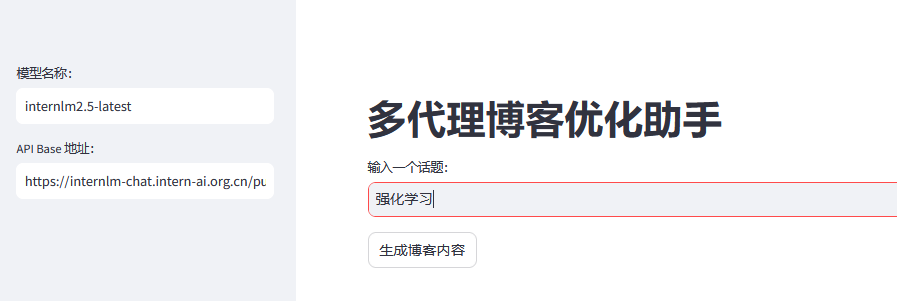 模型名称:
internlm2.5-latest
API Base 地址:
https://internlm-chat.intern-ai.org.cn/pu
多代理博客优化助手
输入一个话题:
强化学习
生成博客内容